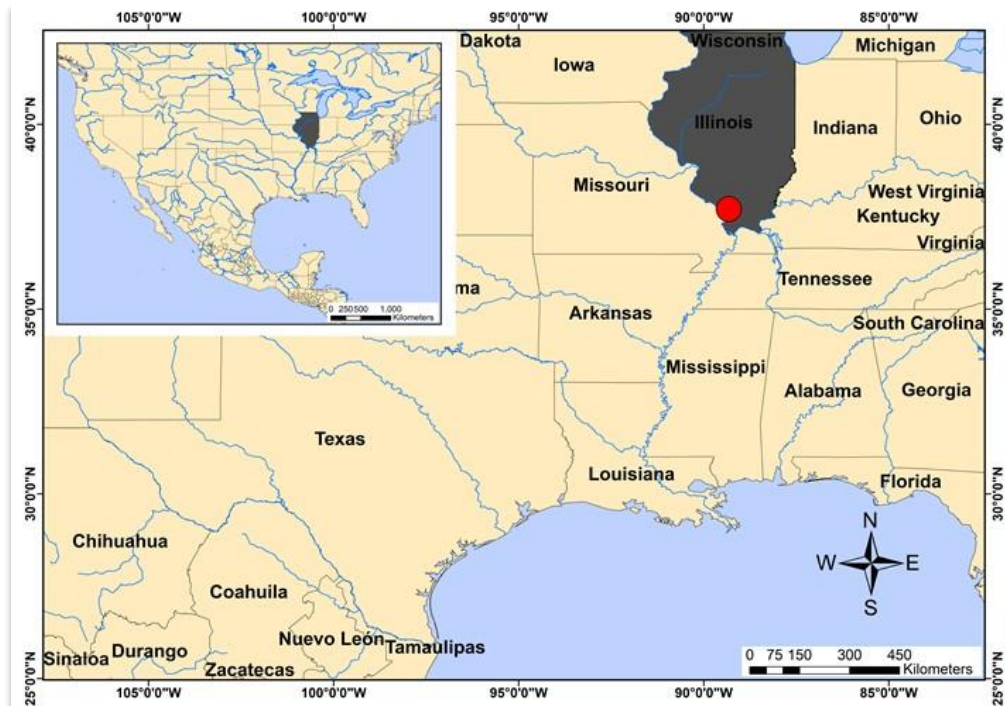 105°0'0"W 100°0'0"W 95°0'0"W 90°0'0"W 85°0'0"W
Dakota
Wisconsin
Michigan
Iowa
40°0'0"N
40°0'0"N
Illinois
Indiana
Ohio
Missouri
West Virginia
Kentucky
Virginia
Tennessee
ma
0 250 500 1,000
Kilometers
35°0'0"N
35°0'0"N
Arkansas
South Carolina
Mississippi
Alabama
Georgia
Texas
Louisiana
Florida
30°0'0"N
30°0'0"N
Chihuahua
N
W E
S
Coahuila
Nuevo León
Tamaulipas
Durango
Sinaloa
Zacatecas
0 75 150 300 450
Kilometers
25°0'0"N
25°0'0"N
105°0'0"W 100°0'0"W 95°0'0"W 90°0'0"W 85°0'0"W